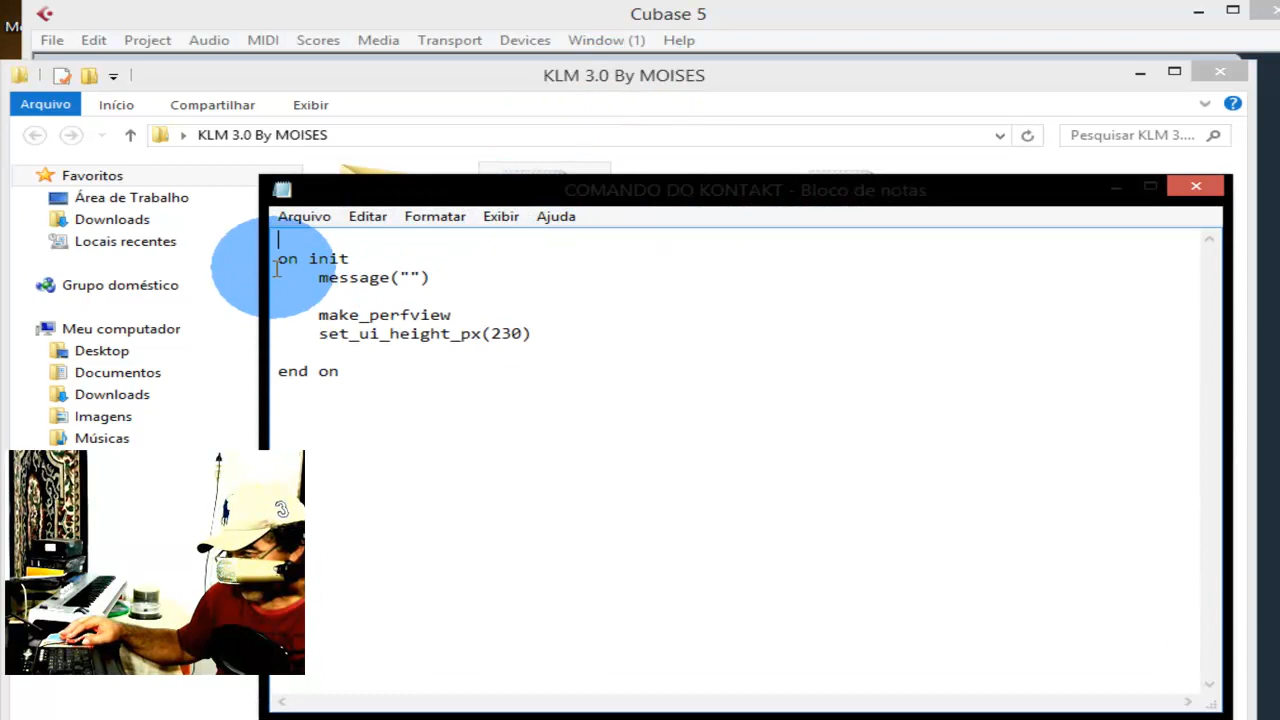 Cubase 5
File Edit Project Audio MIDI Scores Media Transport Devices Window (1) Help
KLM 3.0 By MOISES
Arquivo Início Compartilhar Exibir
KLM 3.0 By MOISES
Pesquisar KLM 3....
Favoritos
Área de Trabalho
Downloads
Locais recentes
Grupo doméstico
Meu computador
Desktop
Documentos
Downloads
Imagens
Músicas
COMANDO DO KONTAKT - Bloco de notas
Arquivo Editar Formatar Exibir Ajuda
on init
message("")
make_perfview
set_ui_height_px(230)
end on
3